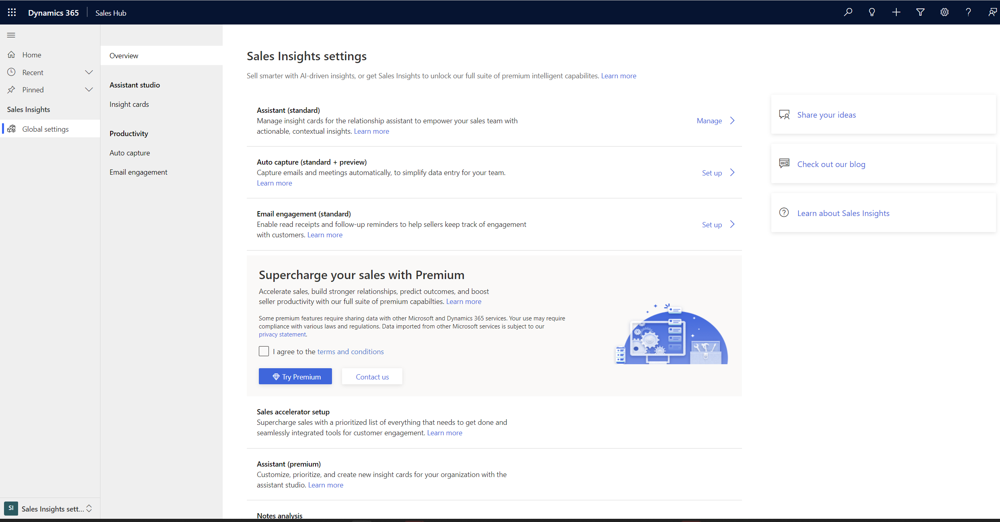 Dynamics 365
Sales Hub
Home
Recent
Pinned
Sales Insights
Global settings
SI
Sales Insights sett...
Overview
Assistant studio
Insight cards
Productivity
Auto capture
Email engagement
Sales Insights settings
Sell smarter with AI-driven insights, or get Sales Insights to unlock our full suite of premium intelligent capabilites. Learn more
Assistant (standard)
Manage insight cards for the relationship assistant to empower your sales team with
actionable, contextual insights. Learn more
Manage
Auto capture (standard + preview)
Capture emails and meetings automatically, to simplify data entry for your team.
Learn more
Set up
Email engagement (standard)
Enable read receipts and follow-up reminders to help sellers keep track of engagement
with customers. Learn more
Set up
Supercharge your sales with Premium
Accelerate sales, build stronger relationships, predict outcomes, and boost
seller productivity with our full suite of premium capabilties. Learn more
Some premium features require sharing data with other Microsoft and Dynamics 365 services. Your use may require
compliance with various laws and regulations. Data imported from other Microsoft services is subject to our
privacy statement.
I agree to the terms and conditions
Try Premium
Contact us
Sales accelerator setup
Supercharge sales with a prioritized list of everything that needs to get done and
seamlessly integrated tools for customer engagement. Learn more
Assistant (premium)
Customize, prioritize, and create new insight cards for your organization with the
assistant studio. Learn more
Notes analysis
Share your ideas
Check out our blog
Learn about Sales Insights